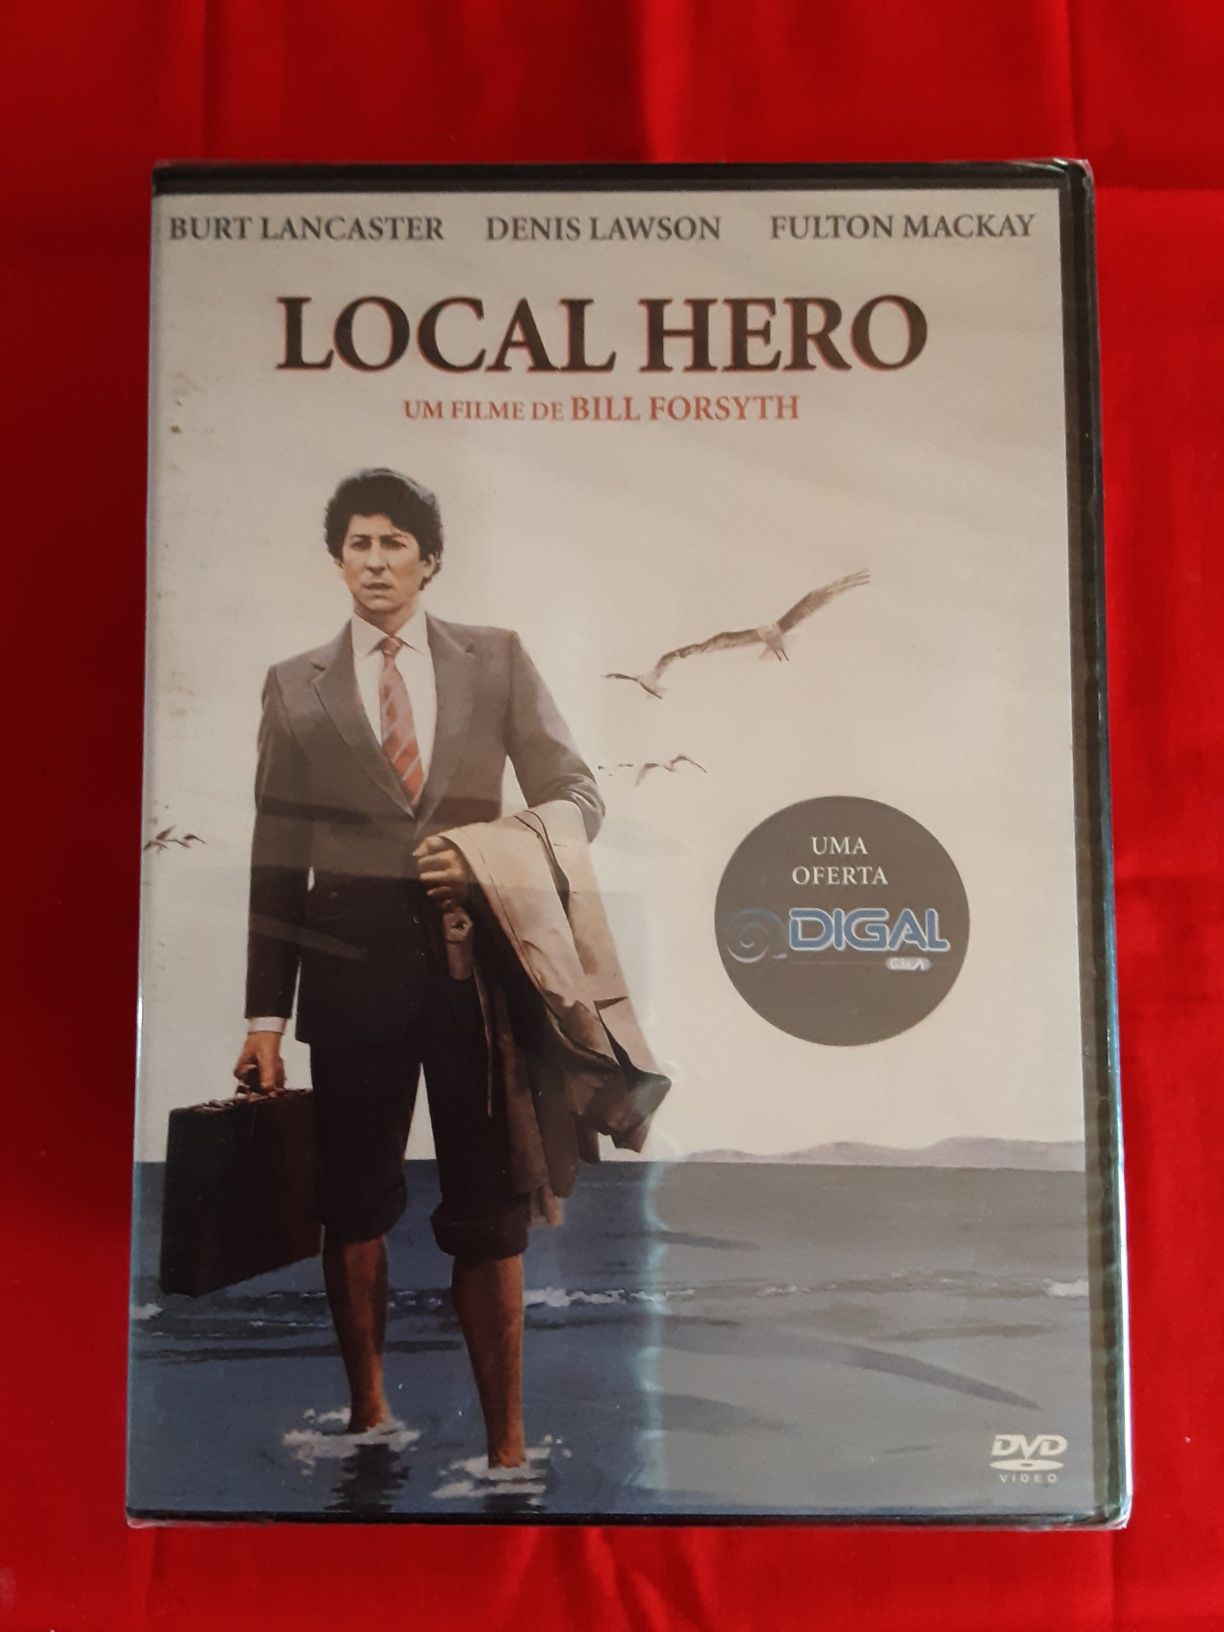 BURT LANCASTER DENIS LAWSON FULTON MACKAY
LOCAL HERO
UM FILME DE BILL FORSYTH
UMA
OFERTA
DIGAL
DVD
VIDEO